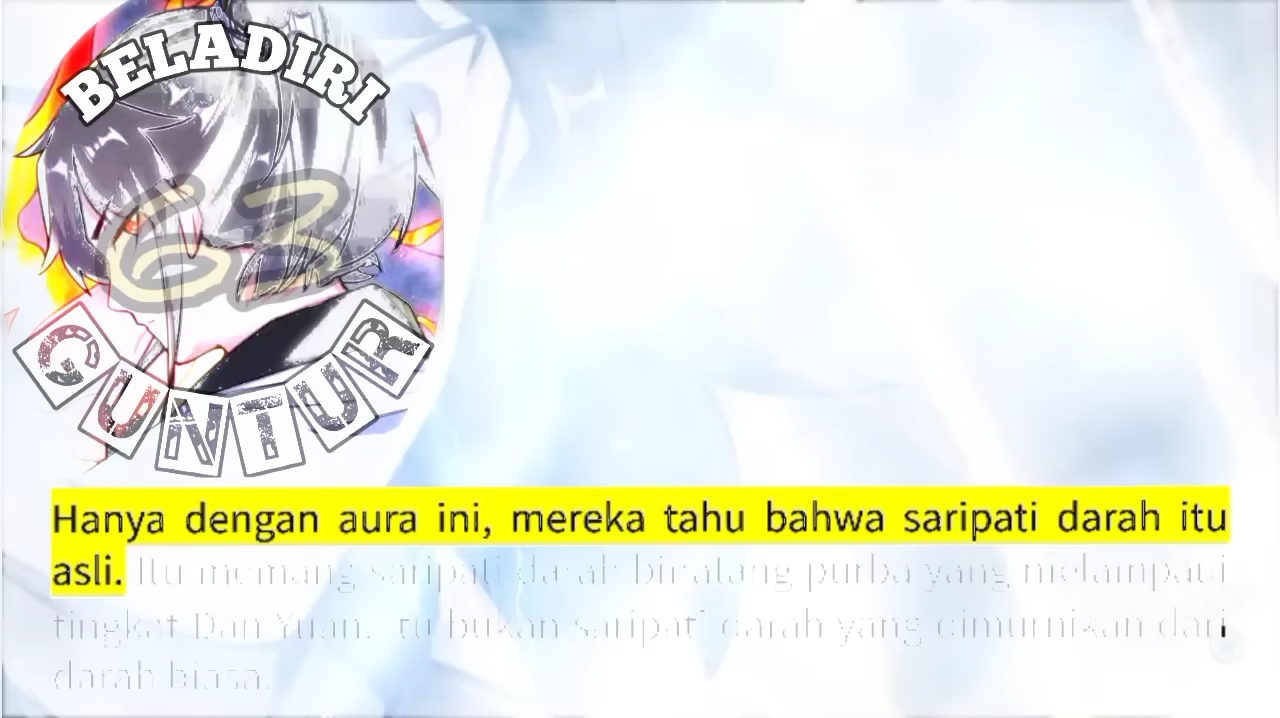 BELADIRI
63
GUNTUR
Hanya dengan aura ini, mereka tahu bahwa saripati darah itu
asli. Itu memang saripati darah binatang purba yang melampaui
tingkat Dan Yuan. Itu bukan saripati darah yang dimurnikan dari
darah biasa.